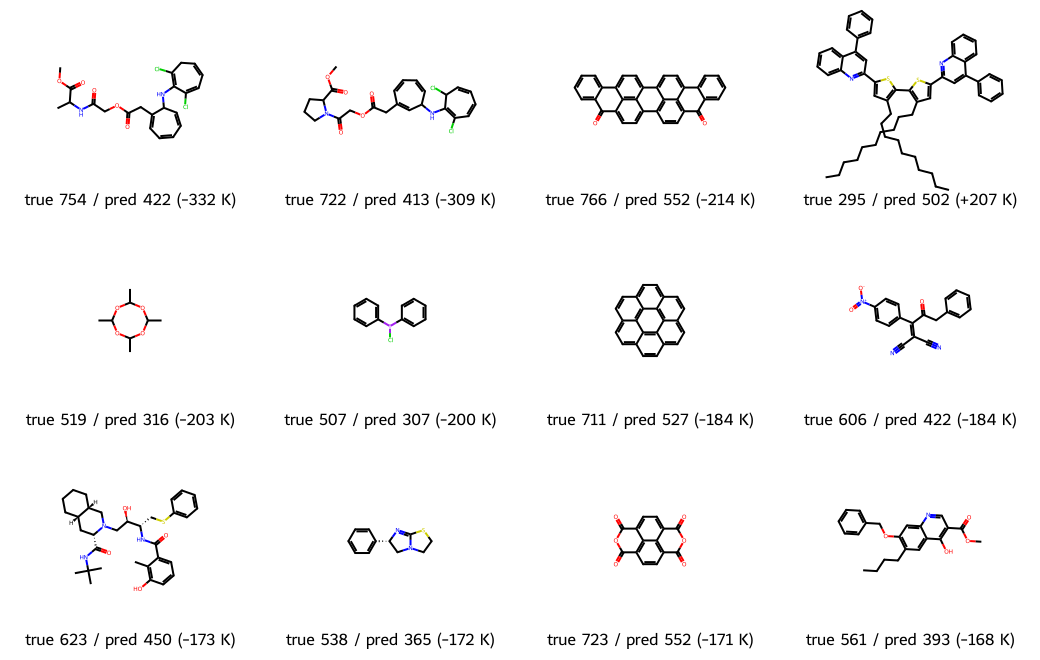 true 754 / pred 422 (-332 K)
true 722 / pred 413 (-309 K)
true 766 / pred 552 (-214 K)
true 295 / pred 502 (+207 K)
true 519 / pred 316 (-203 K)
true 507 / pred 307 (-200 K)
true 711 / pred 527 (-184 K)
true 606 / pred 422 (-184 K)
true 623 / pred 450 (-173 K)
true 538 / pred 365 (-172 K)
true 723 / pred 552 (-171 K)
true 561 / pred 393 (-168 K)